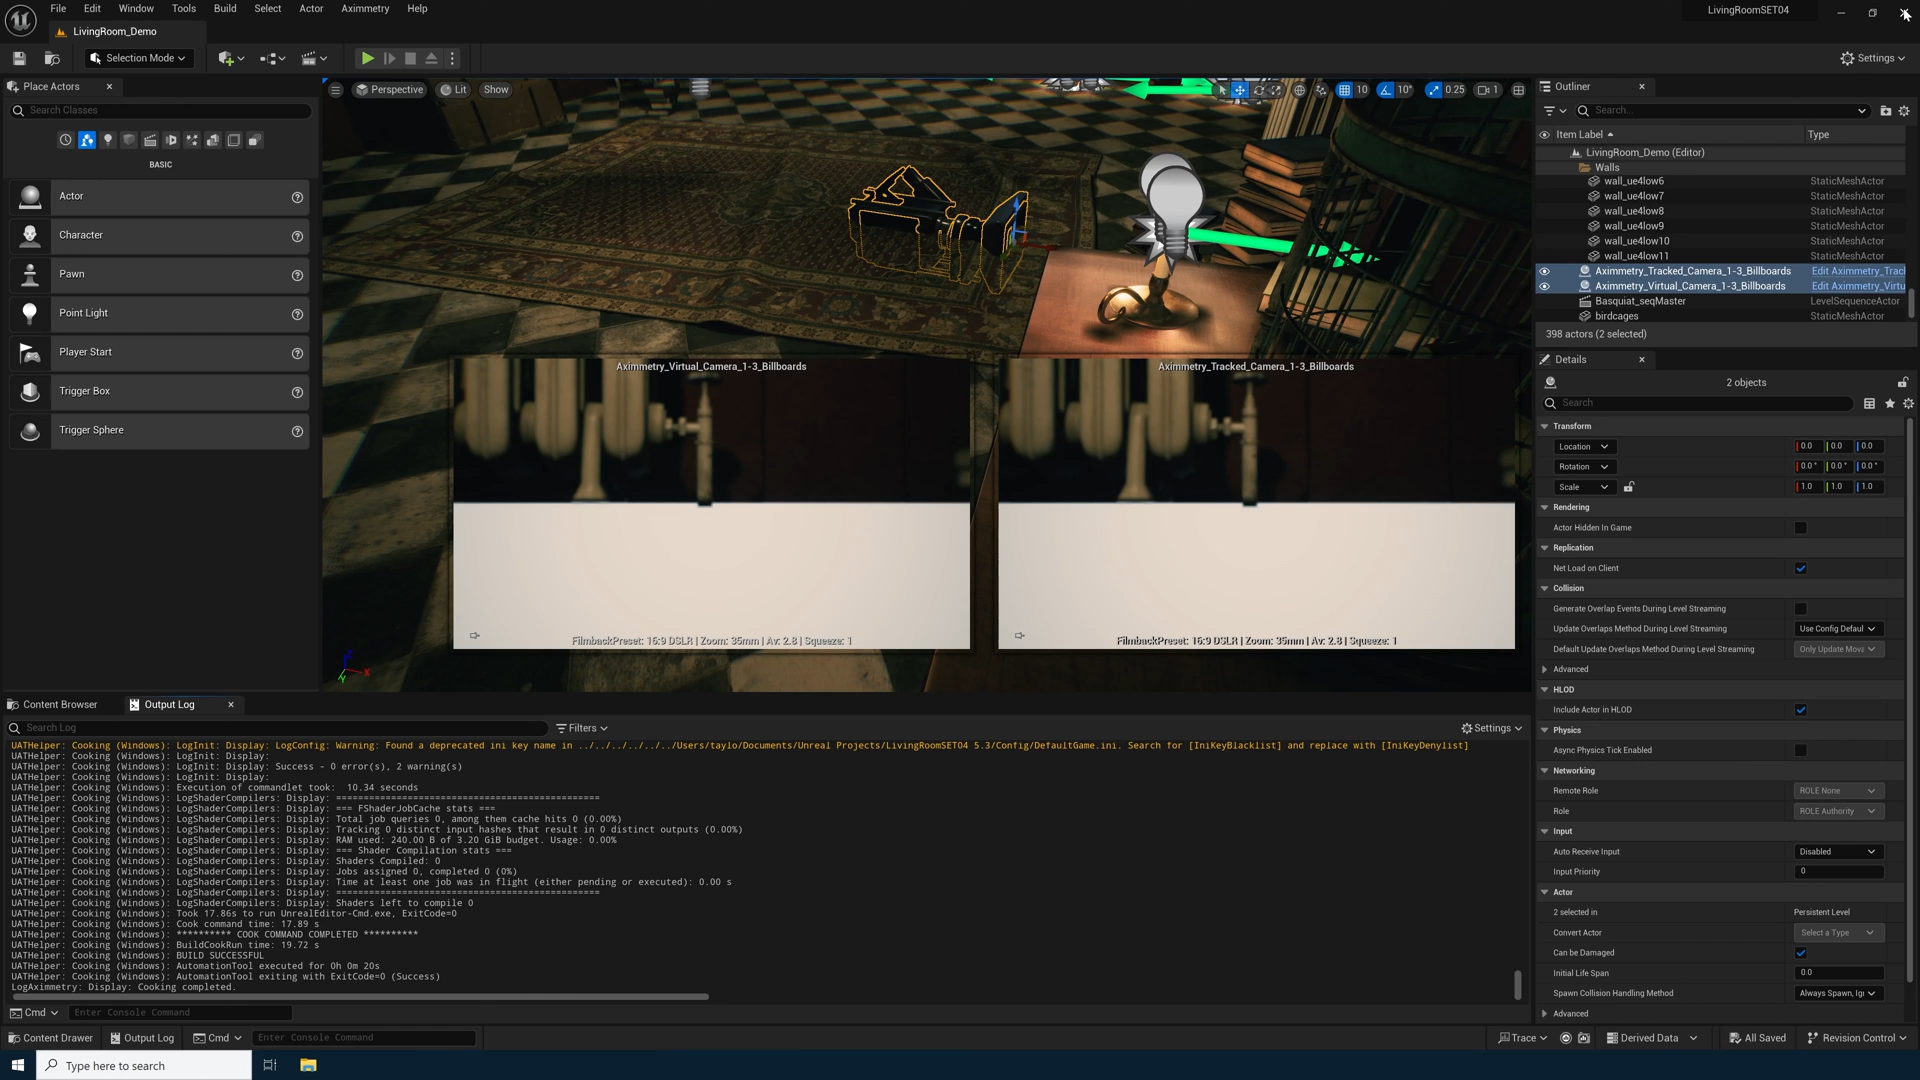 File Edit Window Tools Build Select Actor Aximmetry Help
LivingRoomSET04
LivingRoom_Demo
Selection Mode
Settings
Place Actors
Search Classes
BASIC
Actor
Character
Pawn
Point Light
Player Start
Trigger Box
Trigger Sphere
Perspective Lit Show
10 10° 0.25 1
Aximmetry_Virtual_Camera_1-3_Billboards
FilmbackPreset: 16:9 DSLR | Zoom: 35mm | Av: 2.8 | Squeeze: 1
Aximmetry_Tracked_Camera_1-3_Billboards
FilmbackPreset: 16:9 DSLR | Zoom: 35mm | Av: 2.8 | Squeeze: 1
Z X Y
Outliner
Search...
Item Label Type
LivingRoom_Demo (Editor)
Walls
wall_ue4low6 StaticMeshActor
wall_ue4low7 StaticMeshActor
wall_ue4low8 StaticMeshActor
wall_ue4low9 StaticMeshActor
wall_ue4low10 StaticMeshActor
wall_ue4low11 StaticMeshActor
Aximmetry_Tracked_Camera_1-3_Billboards Edit Aximmetry_Trac
Aximmetry_Virtual_Camera_1-3_Billboards Edit Aximmetry_Virtu
Basquiat_seqMaster LevelSequenceActor
birdcages StaticMeshActor
398 actors (2 selected)
Details
2 objects
Search
Transform
Location 0.0 0.0 0.0
Rotation 0.0° 0.0° 0.0°
Scale 1.0 1.0 1.0
Rendering
Actor Hidden In Game
Replication
Net Load on Client
Collision
Generate Overlap Events During Level Streaming
Update Overlaps Method During Level Streaming Use Config Defaul
Default Update Overlaps Method During Level Streaming Only Update Mova
Advanced
HLOD
Include Actor in HLOD
Physics
Async Physics Tick Enabled
Networking
Remote Role ROLE None
Role ROLE Authority
Input
Auto Receive Input Disabled
Input Priority 0
Actor
2 selected in Persistent Level
Convert Actor Select a Type
Can be Damaged
Initial Life Span 0.0
Spawn Collision Handling Method Always Spawn, Ig
Advanced
Content Browser Output Log
Search Log
Filters
Settings
UATHelper: Cooking (Windows): LogInit: Display: LogConfig: Warning: Found a deprecated ini key name in ../../../../../../Users/taylo/Documents/Unreal Projects/LivingRoomSET04 5.3/Config/DefaultGame.ini. Search for [IniKeyBlacklist] and replace with [IniKeyDenylist]
UATHelper: Cooking (Windows): LogInit: Display:
UATHelper: Cooking (Windows): LogInit: Display: Success - 0 error(s), 2 warning(s)
UATHelper: Cooking (Windows): LogInit: Display:
UATHelper: Cooking (Windows): Execution of commandlet took:  10.34 seconds
UATHelper: Cooking (Windows): LogShaderCompilers: Display: ================================================
UATHelper: Cooking (Windows): LogShaderCompilers: Display: === FShaderJobCache stats ===
UATHelper: Cooking (Windows): LogShaderCompilers: Display: Total job queries 0, among them cache hits 0 (0.00%)
UATHelper: Cooking (Windows): LogShaderCompilers: Display: Tracking 0 distinct input hashes that result in 0 distinct outputs (0.00%)
UATHelper: Cooking (Windows): LogShaderCompilers: Display: RAM used: 240.00 B of 3.20 GiB budget. Usage: 0.00%
UATHelper: Cooking (Windows): LogShaderCompilers: Display: === Shader Compilation stats ===
UATHelper: Cooking (Windows): LogShaderCompilers: Display: Shaders Compiled: 0
UATHelper: Cooking (Windows): LogShaderCompilers: Display: Jobs assigned 0, completed 0 (0%)
UATHelper: Cooking (Windows): LogShaderCompilers: Display: Time at least one job was in flight (either pending or executed): 0.00 s
UATHelper: Cooking (Windows): LogShaderCompilers: Display: ================================================
UATHelper: Cooking (Windows): LogShaderCompilers: Display: Shaders left to compile 0
UATHelper: Cooking (Windows): Took 17.86s to run UnrealEditor-Cmd.exe, ExitCode=0
UATHelper: Cooking (Windows): Cook command time: 17.89 s
UATHelper: Cooking (Windows): ********** COOK COMMAND COMPLETED **********
UATHelper: Cooking (Windows): BuildCookRun time: 19.72 s
UATHelper: Cooking (Windows): BUILD SUCCESSFUL
UATHelper: Cooking (Windows): AutomationTool executed for 0h 0m 20s
UATHelper: Cooking (Windows): AutomationTool exiting with ExitCode=0 (Success)
LogAximmetry: Display: Cooking completed.
Cmd Enter Console Command
Content Drawer Output Log Cmd Enter Console Command
Trace Derived Data All Saved Revision Control
Type here to search